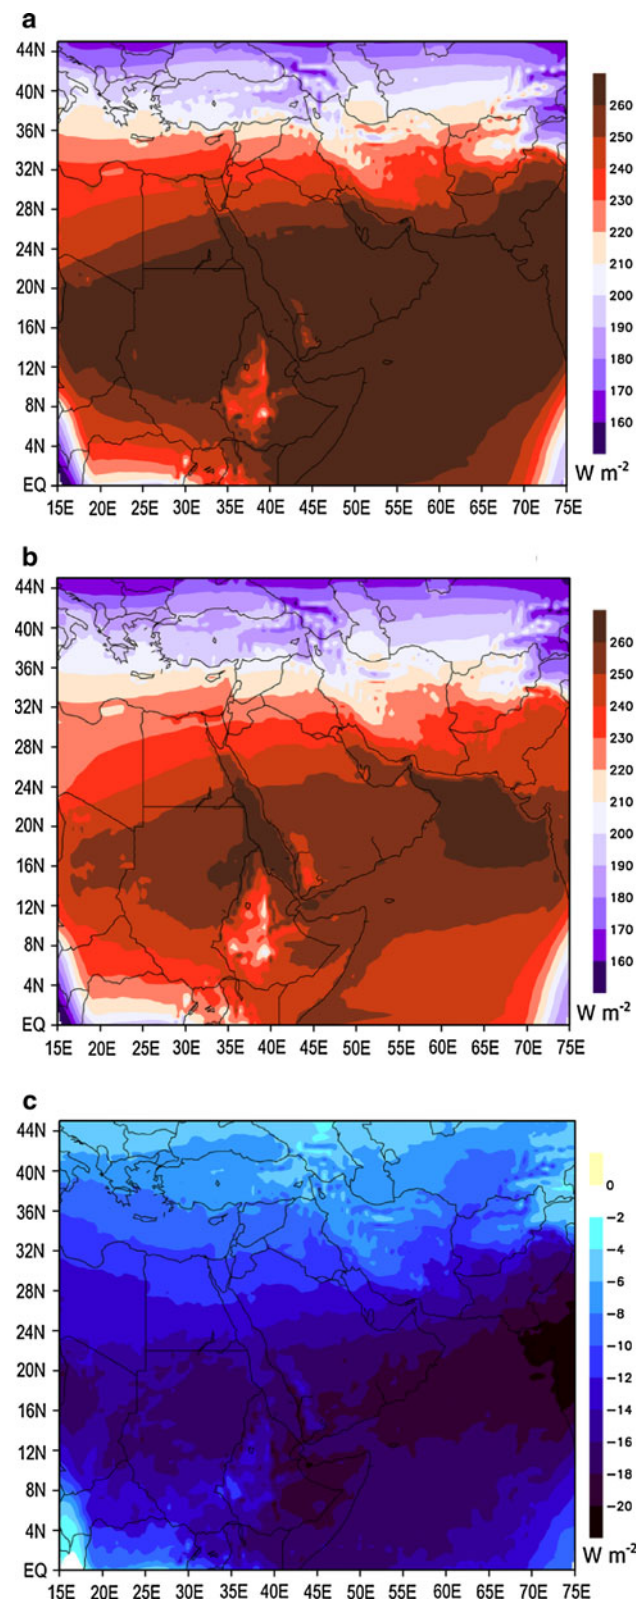 a
44N
40N
36N
32N
28N
24N
20N
16N
12N
8N
4N
EQ
15E 20E 25E 30E 35E 40E 45E 50E 55E 60E 65E 70E 75E
260
250
240
230
220
210
200
190
180
170
160
W m-2
b
44N
40N
36N
32N
28N
24N
20N
16N
12N
8N
4N
EQ
15E 20E 25E 30E 35E 40E 45E 50E 55E 60E 65E 70E 75E
260
250
240
230
220
210
200
190
180
170
160
W m-2
c
44N
40N
36N
32N
28N
24N
20N
16N
12N
8N
4N
EQ
15E 20E 25E 30E 35E 40E 45E 50E 55E 60E 65E 70E 75E
0
−2
−4
−6
−8
−10
−12
−14
−16
−18
−20
W m-2